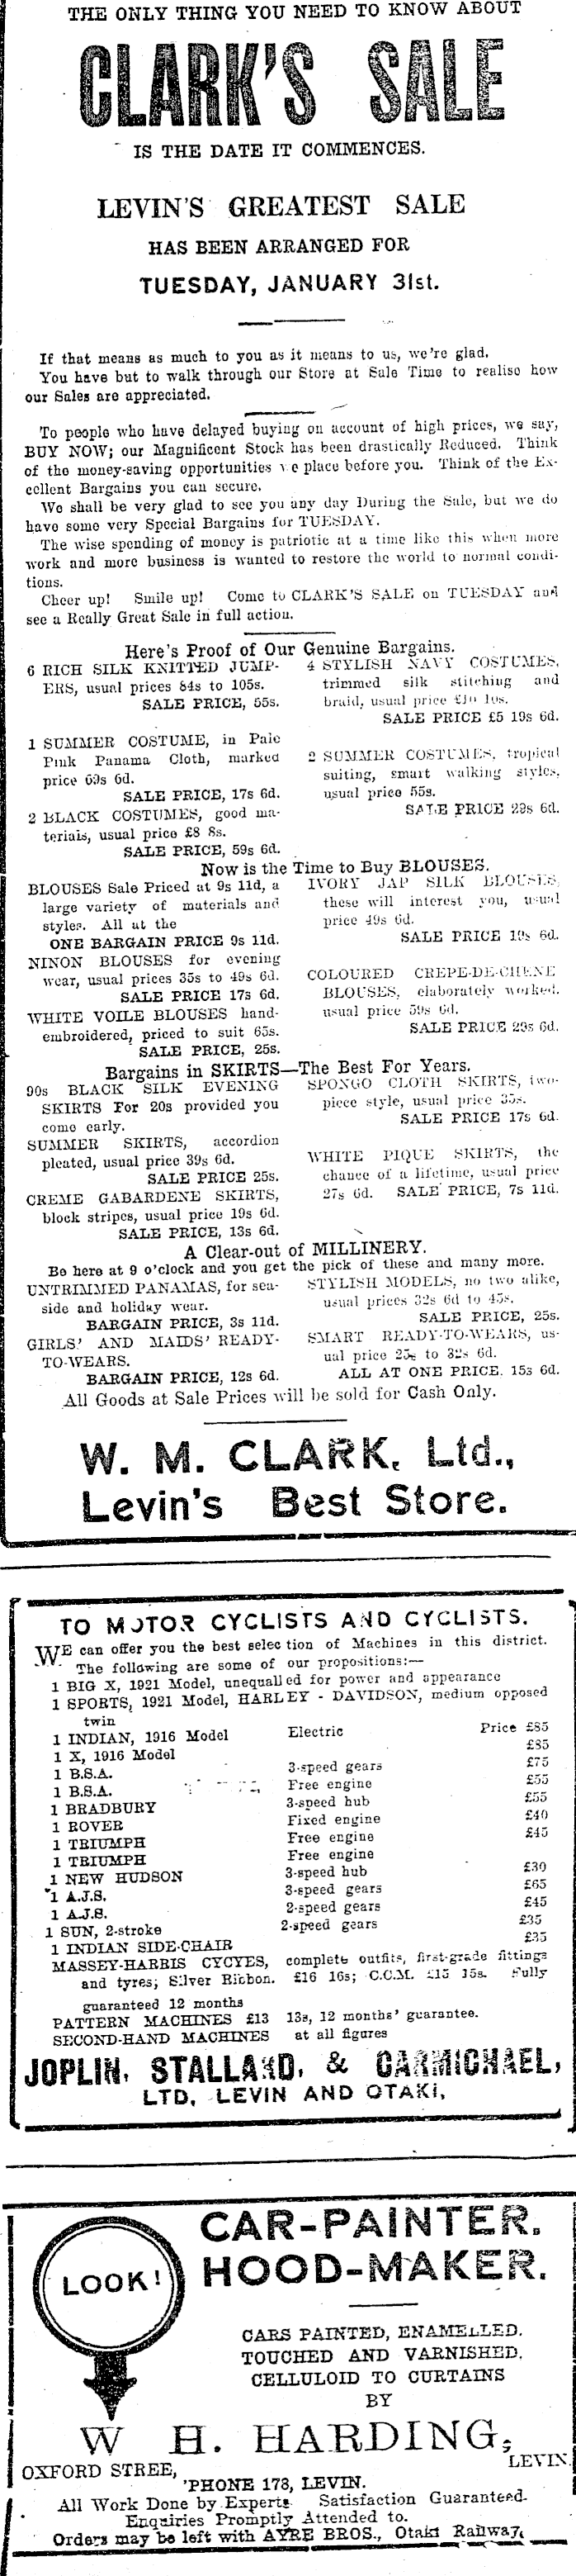 THE ONLY THING YOU NEED TO KNOW ABOUT
CLARK'S SALE
IS THE DATE IT COMMENCES.
LEVIN'S GREATEST SALE
HAS BEEN ARRANGED FOR
TUESDAY, JANUARY 31st.
If that means as much to you as it means to us, we're glad.
You have but to walk through our Store at Sale Time to realise how
our Sales are appreciated.
To people who have delayed buying on account of high prices, we say,
BUY NOW; our Magnificent Stock has been drastically Reduced. Think
of the money-saving opportunities we place before you. Think of the Ex-
cellent Bargains you can secure.
We shall be very glad to see you any day During the Sale, but we do
have some very Special Bargains for TUESDAY.
The wise spending of money is patriotic at a time like this when more
work and more business is wanted to restore the world to normal condi-
tions.
Cheer up! Smile up! Come to CLARK'S SALE on TUESDAY and
see a Really Great Sale in full action.
Here's Proof of Our Genuine Bargains.
6 RICH SILK KNITTED JUMP-
ERS, usual prices 84s to 105s.
SALE PRICE, 65s.
1 SUMMER COSTUME, in Pale
Pink Panama Cloth, marked
price 69s 6d.
SALE PRICE, 17s 6d.
2 BLACK COSTUMES, good ma-
terials, usual price £8 8s.
SALE PRICE, 59s 6d.
4 STYLISH NAVY COSTUMES,
trimmed silk stitching and
braid, usual price £10 10s.
SALE PRICE £5 19s 6d.
2 SUMMER COSTUMES, tropical
suiting, smart walking styles,
usual price 55s.
SALE PRICE 29s 6d.
Now is the Time to Buy BLOUSES.
BLOUSES Sale Priced at 9s 11d, a
large variety of materials and
styles. All at the
ONE BARGAIN PRICE 9s 11d.
NINON BLOUSES for evening
wear, usual prices 35s to 49s 6d.
SALE PRICE 17s 6d.
WHITE VOILE BLOUSES hand-
embroidered, priced to suit 65s.
SALE PRICE, 25s.
IVORY JAP SILK BLOUSES,
these will interest you, usual
price 49s 6d.
SALE PRICE 19s 6d.
COLOURED CREPE-DE-CHENE
BLOUSES, elaborately worked,
usual price 59s 6d.
SALE PRICE 29s 6d.
Bargains in SKIRTS—The Best For Years.
90s BLACK SILK EVENING
SKIRTS For 20s provided you
come early.
SUMMER SKIRTS, accordion
pleated, usual price 39s 6d.
SALE PRICE 25s.
CREME GABARDENE SKIRTS,
block stripes, usual price 19s 6d.
SALE PRICE, 13s 6d.
SPONGO CLOTH SKIRTS, two-
piece style, usual price 35s.
SALE PRICE 17s 6d.
WHITE PIQUE SKIRTS, the
chance of a lifetime, usual price
27s 6d. SALE PRICE, 7s 11d.
A Clear-out of MILLINERY.
Be here at 9 o'clock and you get the pick of these and many more.
UNTRIMMED PANAMAS, for sea-
side and holiday wear.
BARGAIN PRICE, 3s 11d.
GIRLS' AND MAIDS' READY-
TO-WEARS.
BARGAIN PRICE, 12s 6d.
STYLISH MODELS, no two alike,
usual prices 32s 6d to 45s.
SALE PRICE, 25s.
SMART READY-TO-WEARS, us-
ual price 25s to 32s 6d.
ALL AT ONE PRICE. 15s 6d.
All Goods at Sale Prices will be sold for Cash Only.
W. M. CLARK, Ltd.,
Levin's Best Store.
TO MOTOR CYCLISTS AND CYCLISTS.
WE can offer you the best selection of Machines in this district.
The following are some of our propositions:—
1 BIG X, 1921 Model, unequalled for power and appearance
1 SPORTS, 1921 Model, HARLEY - DAVIDSON, medium opposed
twin
1 INDIAN, 1916 Model Electric Price £85
1 X, 1916 Model £85
1 B.S.A. 3-speed gears £75
1 B.S.A. Free engine £55
1 BRADBURY 3-speed hub £55
1 ROVER Fixed engine £40
1 TRIUMPH Free engine £45
1 TRIUMPH Free engine
1 NEW HUDSON 3-speed hub £30
1 A.J.S. 3-speed gears £65
1 A.J.S. 2-speed gears £45
1 SUN, 2-stroke 2-speed gears £35
1 INDIAN SIDE-CHAIR £35
MASSEY-HARRIS CYCYES, complete outfits, first-grade fittings
and tyres; Silver Ribbon. £16 16s; C.C.M. £15 15s. Fully
guaranteed 12 months
PATTERN MACHINES £13 13s, 12 months' guarantee.
SECOND-HAND MACHINES at all figures
JOPLIN, STALLARD, & CARMICHAEL,
LTD, LEVIN AND OTAKI,
LOOK!
CAR-PAINTER.
HOOD-MAKER.
CARS PAINTED, ENAMELLED.
TOUCHED AND VARNISHED.
CELLULOID TO CURTAINS
BY
W H. HARDING,
OXFORD STREE, LEVIN.
'PHONE 173, LEVIN.
All Work Done by Experts Satisfaction Guaranteed.
Enquiries Promptly Attended to.
Orders may be left with AYRE BROS., Otaki Railway,